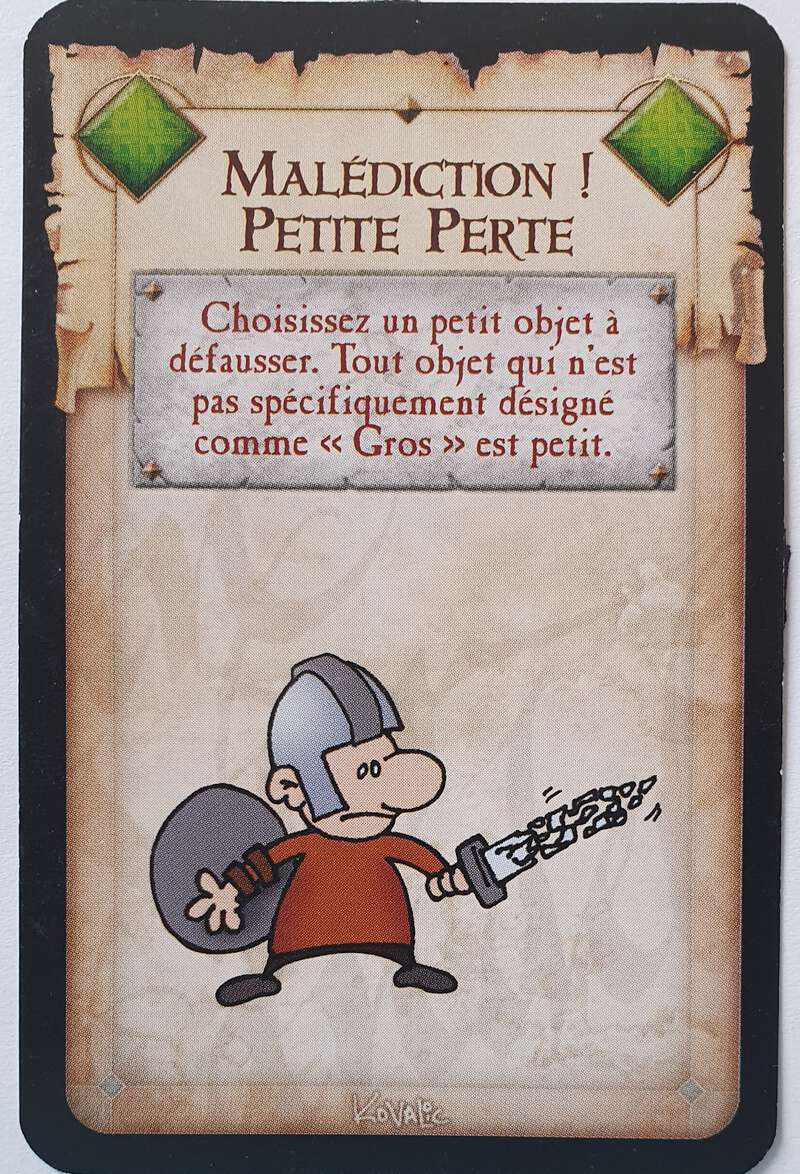 Malédiction !
Petite Perte
Choisissez un petit objet à
défausser. Tout objet qui n'est
pas spécifiquement désigné
comme « Gros » est petit.
Kovalic